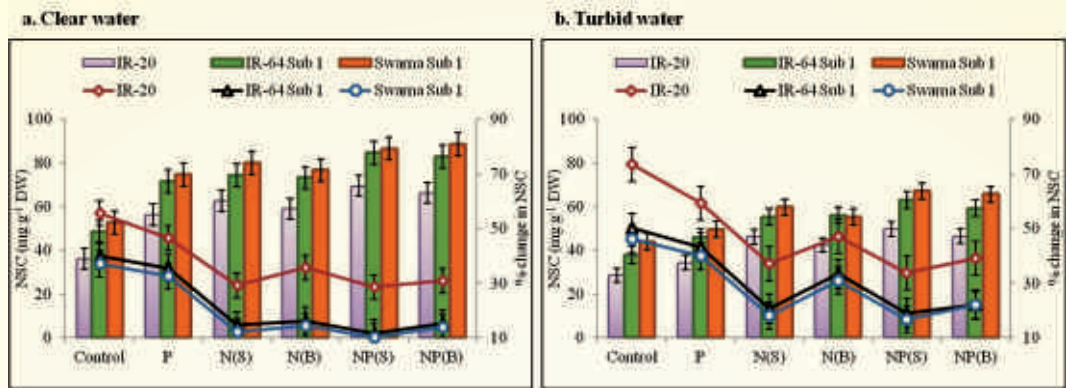 a. Clear water
IR-20 IR-64 Sub 1 Swarna Sub 1
IR-20 IR-64 Sub 1 Swarna Sub 1
NSC (mg g-1 DW)
100
80
60
40
20
0
90
70
50
30
10
% change in NSC
Control P N(S) N(B) NP(S) NP(B)
b. Turbid water
IR-20 IR-64 Sub 1 Swarna Sub 1
IR-20 IR-64 Sub 1 Swarna Sub 1
NSC (mg g-1 DW)
100
80
60
40
20
0
90
70
50
30
10
% change in NSC
Control P N(S) N(B) NP(S) NP(B)